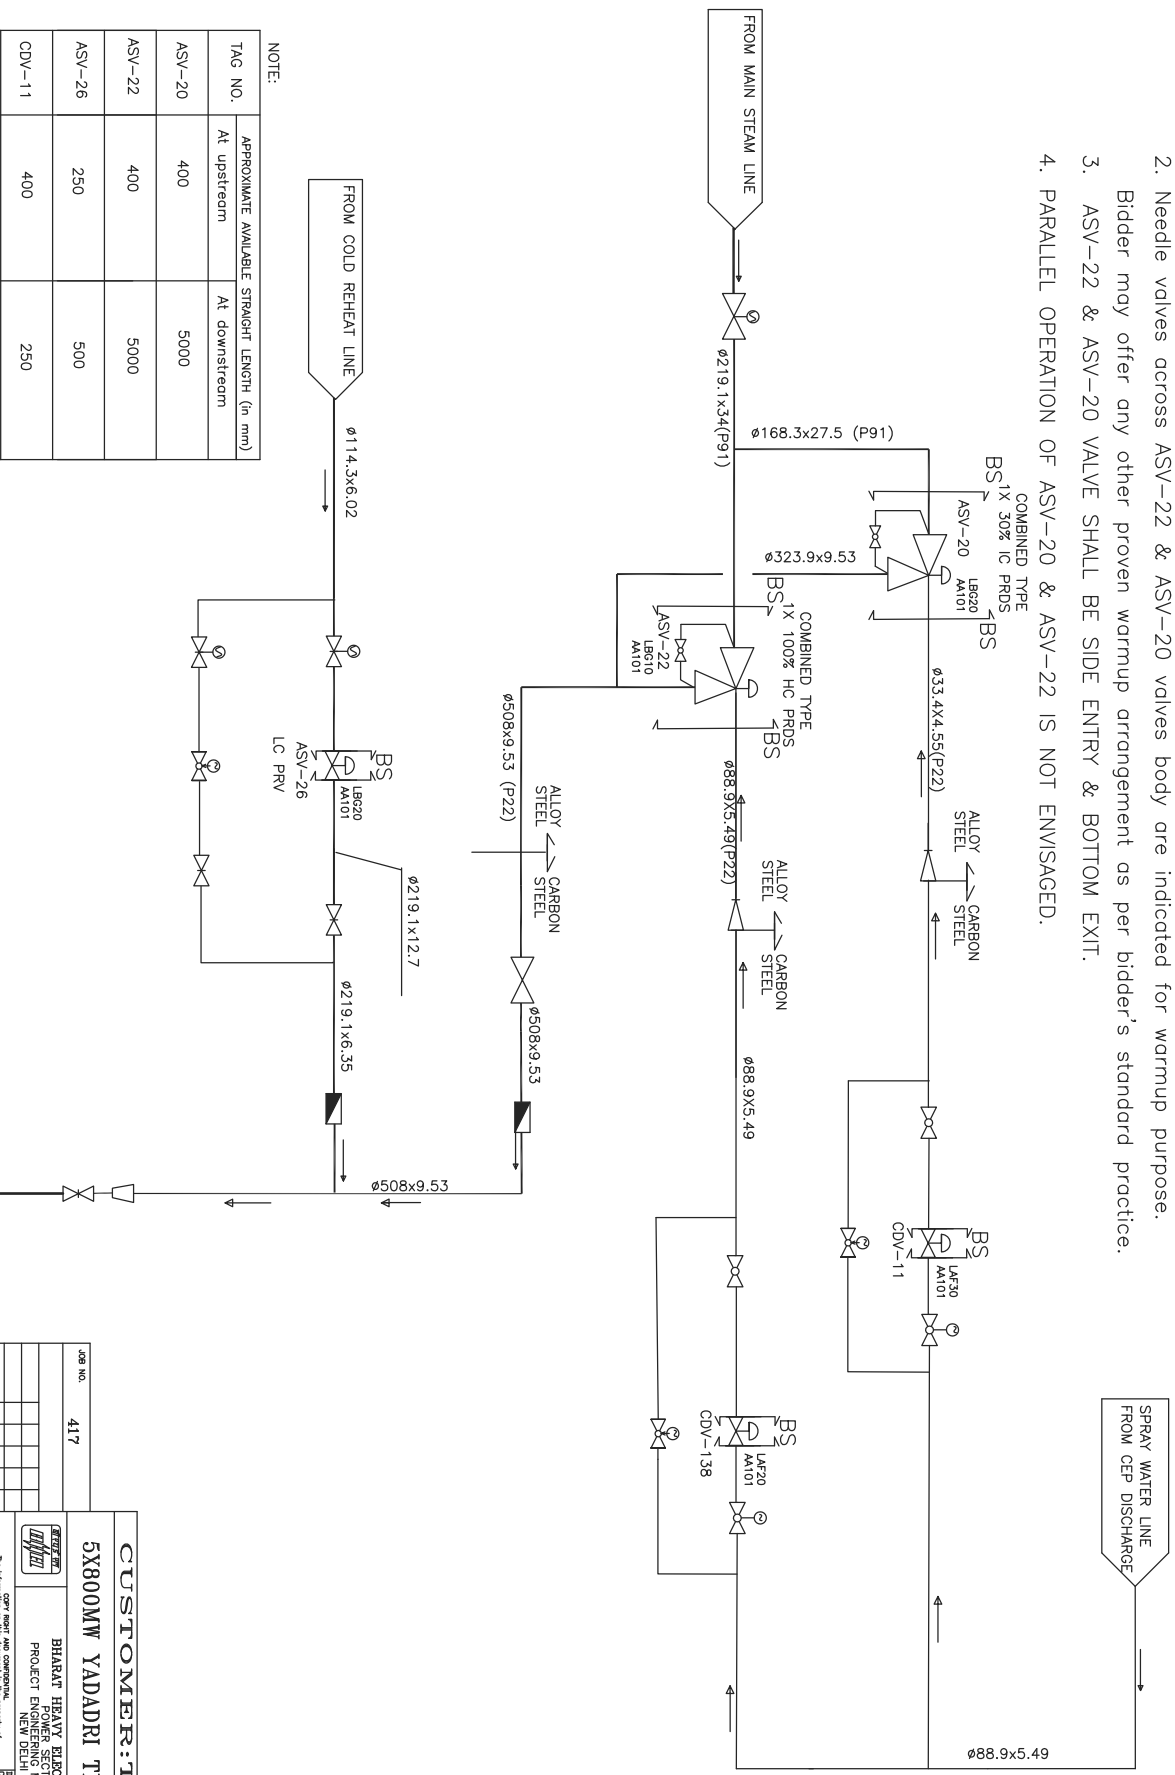 2. Needle valves across ASV-22 & ASV-20 valves body are indicated for warmup purpose.
Bidder may offer any other proven warmup arrangement as per bidder's standard practice.
3. ASV-22 & ASV-20 VALVE SHALL BE SIDE ENTRY & BOTTOM EXIT.
4. PARALLEL OPERATION OF ASV-20 & ASV-22 IS NOT ENVISAGED.
SPRAY WATER LINE
FROM CEP DISCHARGE
ø88.9x5.49
COMBINED TYPE
1X 30% IC PRDS
BS
BS
ASV-20
LBG20
AA101
ø33.4X4.55(P22)
ALLOY
STEEL
CARBON
STEEL
BS
LAF30
AA101
CDV-11
FROM MAIN STEAM LINE
ø219.1x34(P91)
ø168.3x27.5 (P91)
ø323.9x9.53
COMBINED TYPE
1X 100% HC PRDS
BS
BS
ASV-22
LBG10
AA101
ø88.9X5.49(P22)
ALLOY
STEEL
CARBON
STEEL
ø88.9X5.49
BS
LAF20
AA101
CDV-138
ø508x9.53 (P22)
ALLOY
STEEL
CARBON
STEEL
ø508x9.53
ø508x9.53
FROM COLD REHEAT LINE
ø114.3x6.02
BS
LBG20
AA101
ASV-26
LC PRV
ø219.1x12.7
ø219.1x6.35
NOTE:
TAG NO.
APPROXIMATE AVAILABLE STRAIGHT LENGTH (in mm)
At upstream
At downstream
ASV-20 400 5000
ASV-22 400 5000
ASV-26 250 500
CDV-11 400 250
JOB NO. 417
CUSTOMER:
5X800MW YADADRI
BHARAT HEAVY
POWER
PROJECT ENGINEERING
NEW DELHI
COPY RIGHT AND CONFIDENTIAL